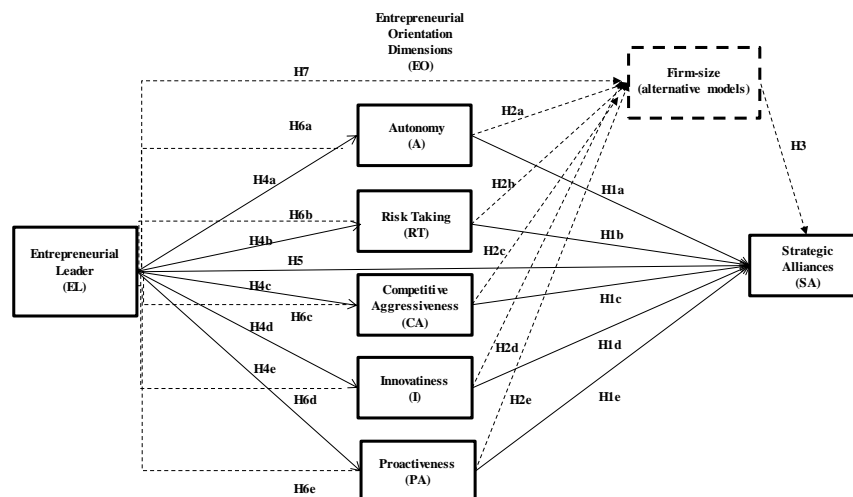 Entrepreneurial
Orientation
Dimensions
(EO)
Firm-size
(alternative models)
H7
H6a
Autonomy
(A)
H2a
H3
H4a
H2b
H1a
H6b
Risk Taking
(RT)
H4b
H1b
Entrepreneurial
Leader
(EL)
H5
H2c
Strategic
Alliances
(SA)
H4c
Competitive
Aggressiveness
(CA)
H1c
H6c
H4d
H2d
H1d
H4e
Innovatiness
(I)
H6d
H2e
H1e
Proactiveness
(PA)
H6e